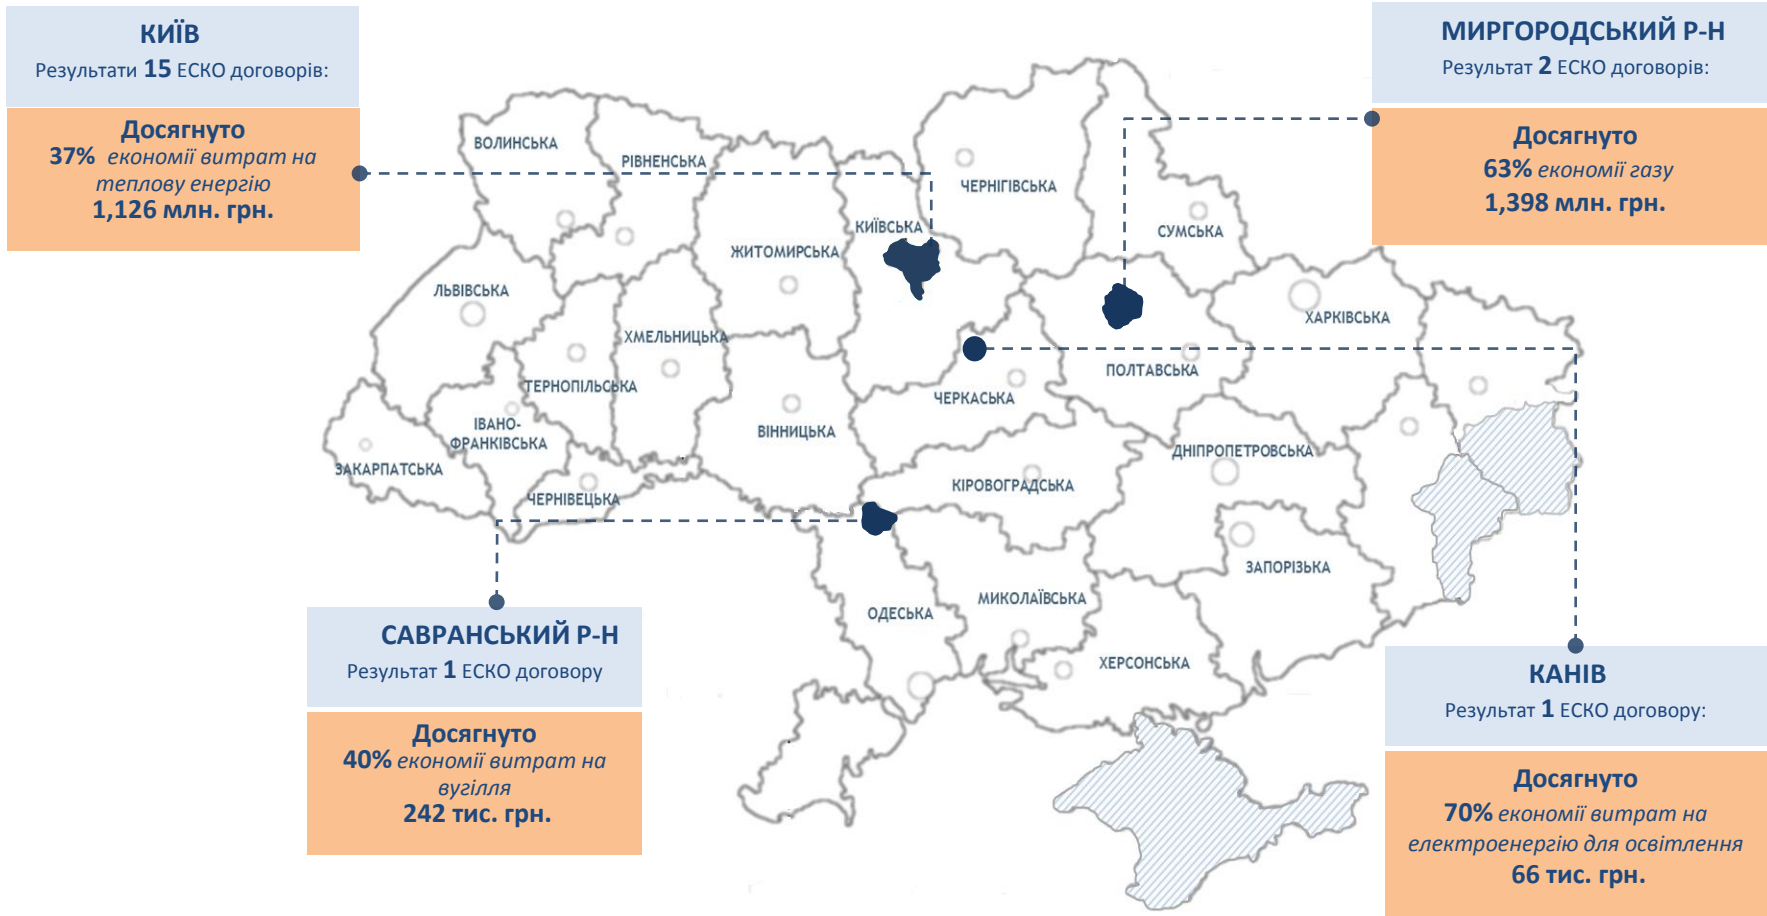 КИЇВ
Результати 15 ЕСКО договорів:
Досягнуто
37% економії витрат на
теплову енергію
1,126 млн. грн.
МИРГОРОДСЬКИЙ Р-Н
Результат 2 ЕСКО договорів:
Досягнуто
63% економії газу
1,398 млн. грн.
ВОЛИНСЬКА
РІВНЕНСЬКА
ЖИТОМИРСЬКА
КИЇВСЬКА
ЧЕРНІГІВСЬКА
СУМСЬКА
ЛЬВІВСЬКА
ТЕРНОПІЛЬСЬКА
ХМЕЛЬНИЦЬКА
ВІННИЦЬКА
ЧЕРКАСЬКА
ПОЛТАВСЬКА
ХАРКІВСЬКА
ЗАКАРПАТСЬКА
ІВАНО-
ФРАНКІВСЬКА
ЧЕРНІВЕЦЬКА
КІРОВОГРАДСЬКА
ДНІПРОПЕТРОВСЬКА
ОДЕСЬКА
МИКОЛАЇВСЬКА
ХЕРСОНСЬКА
ЗАПОРІЗЬКА
САВРАНСЬКИЙ Р-Н
Результат 1 ЕСКО договору
Досягнуто
40% економії витрат на
вугілля
242 тис. грн.
КАНІВ
Результат 1 ЕСКО договору:
Досягнуто
70% економії витрат на
електроенергію для освітлення
66 тис. грн.